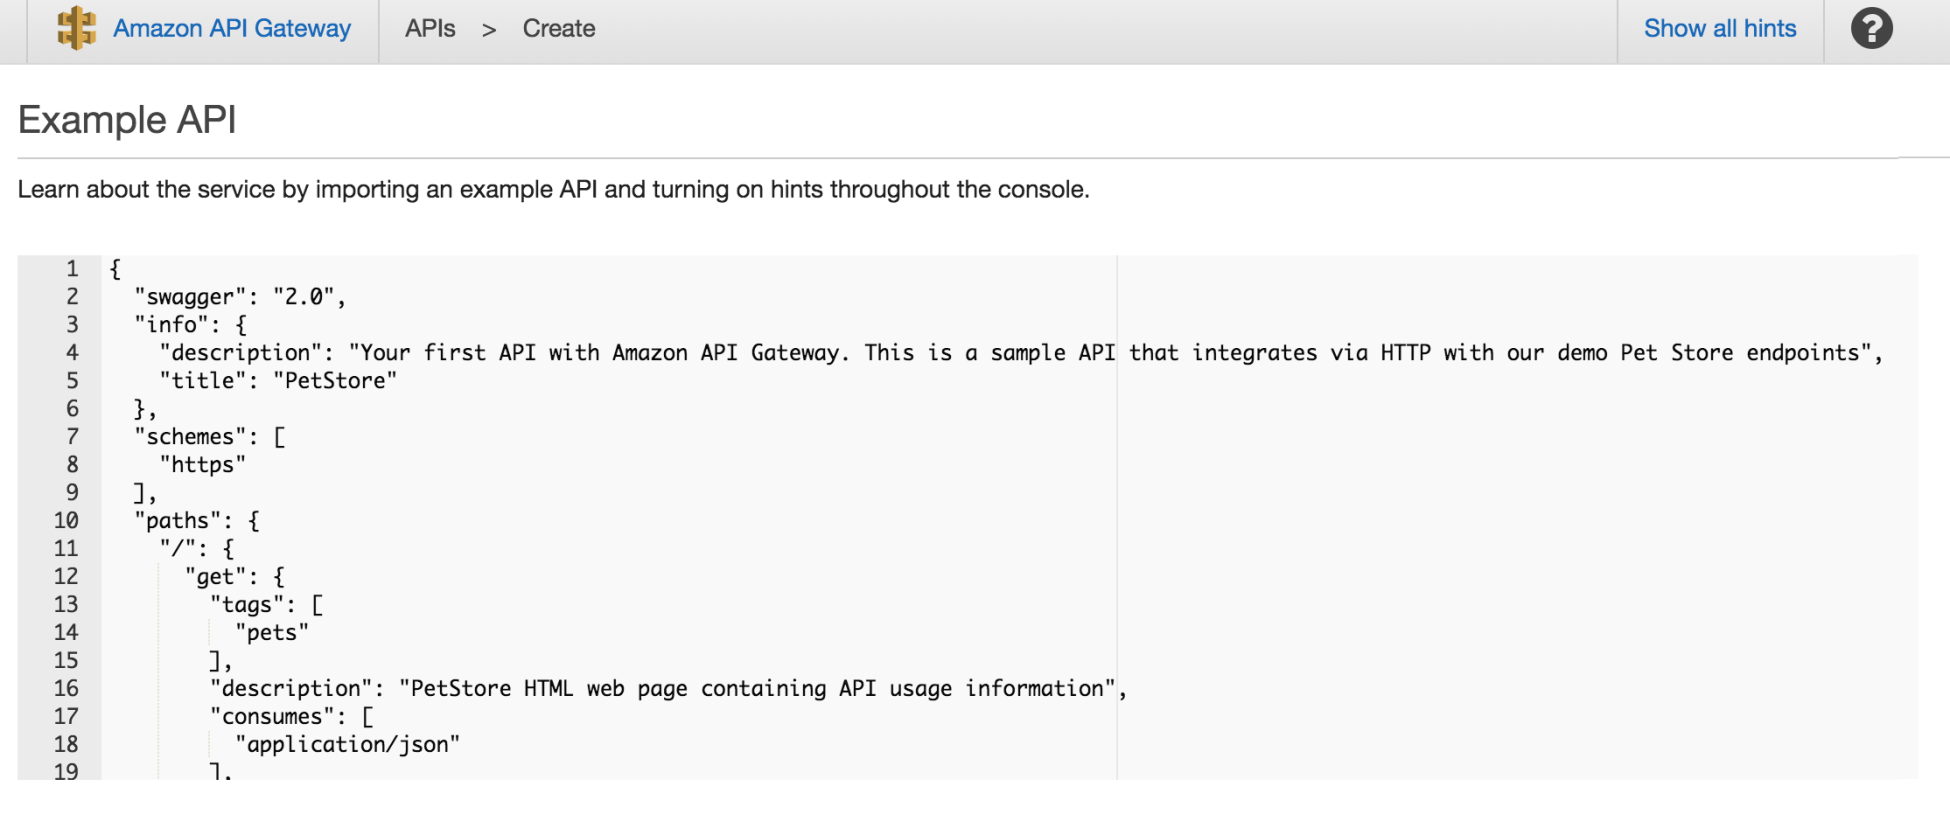 Amazon API Gateway APIs > Create Show all hints ?
Example API
Learn about the service by importing an example API and turning on hints throughout the console.
1 {
2   "swagger": "2.0",
3   "info": {
4     "description": "Your first API with Amazon API Gateway. This is a sample API that integrates via HTTP with our demo Pet Store endpoints",
5     "title": "PetStore"
6   },
7   "schemes": [
8     "https"
9   ],
10   "paths": {
11     "/": {
12       "get": {
13         "tags": [
14           "pets"
15         ],
16         "description": "PetStore HTML web page containing API usage information",
17         "consumes": [
18           "application/json"
19         ],